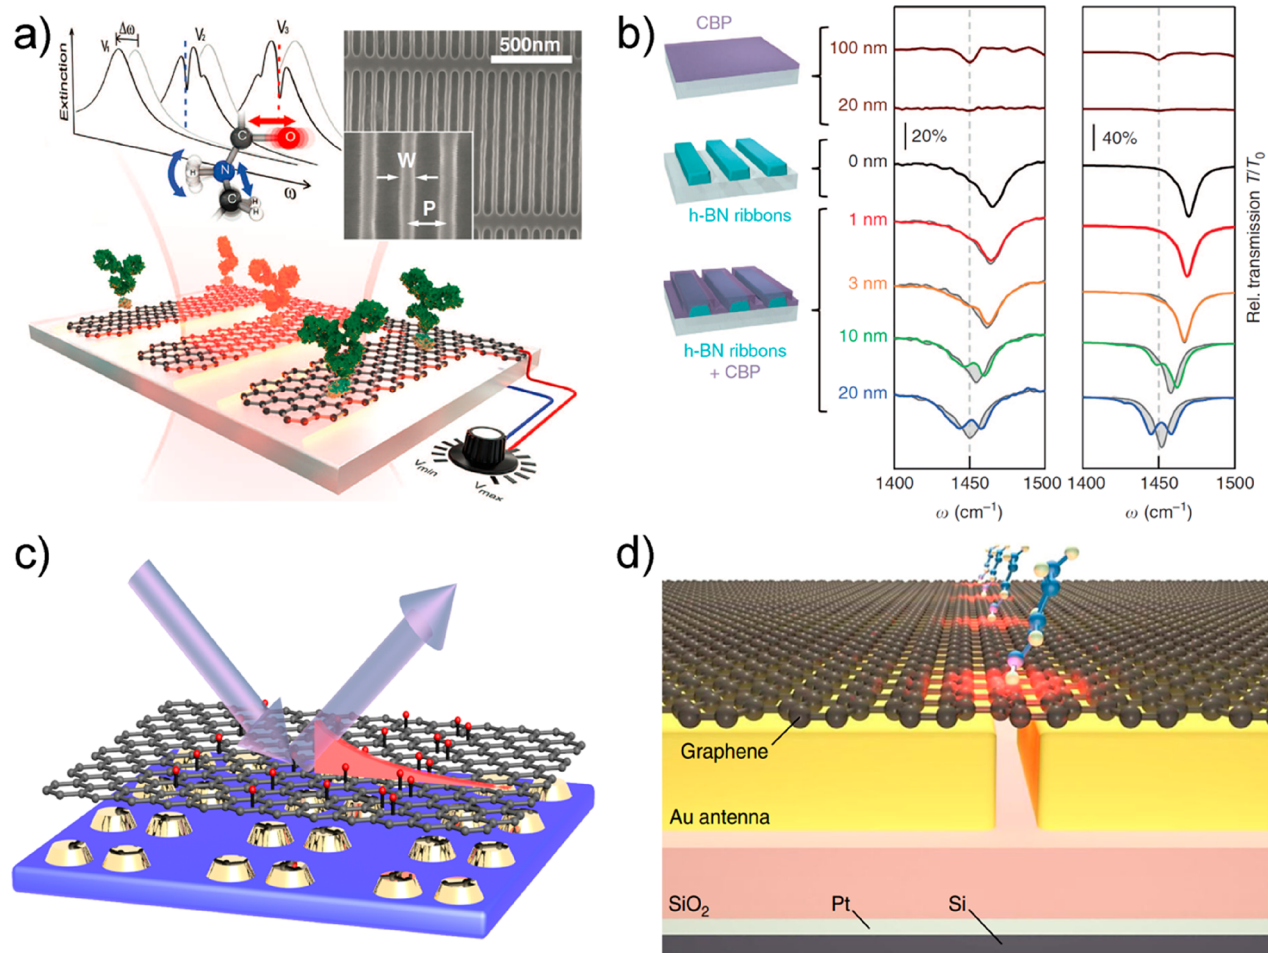 a)
Extinction
V₁
Δω
V₂
V₃
C
O
H
N
C
H
H
ω
500nm
W
P
Vmin
Vmax
b)
CBP
h-BN ribbons
h-BN ribbons
+ CBP
100 nm
20 nm
0 nm
1 nm
3 nm
10 nm
20 nm
20%
40%
1400
1450
1500
1400
1450
1500
ω (cm⁻¹)
ω (cm⁻¹)
Rel. transmission T/T₀
c)
d)
Graphene
Au antenna
SiO₂
Pt
Si